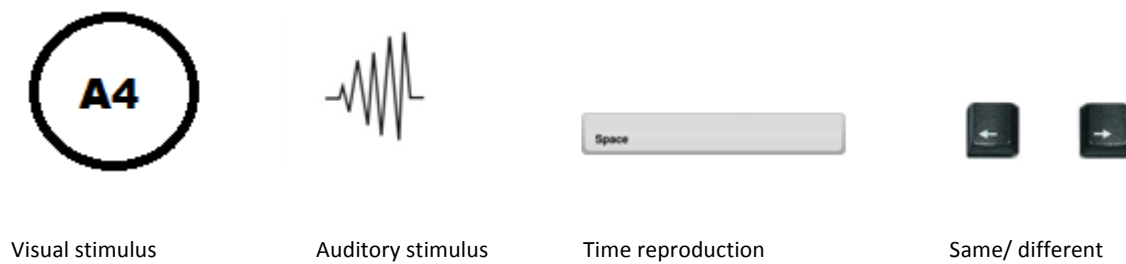 A4
Space
← →
Visual stimulus Auditory stimulus Time reproduction Same/ different